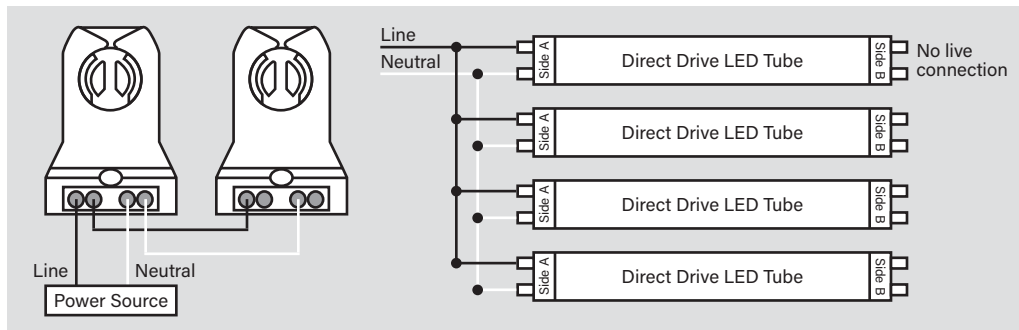 Line
Neutral
Power Source
Line
Neutral
Side A
Direct Drive LED Tube
Side B
No live
connection
Side A
Direct Drive LED Tube
Side B
Side A
Direct Drive LED Tube
Side B
Side A
Direct Drive LED Tube
Side B